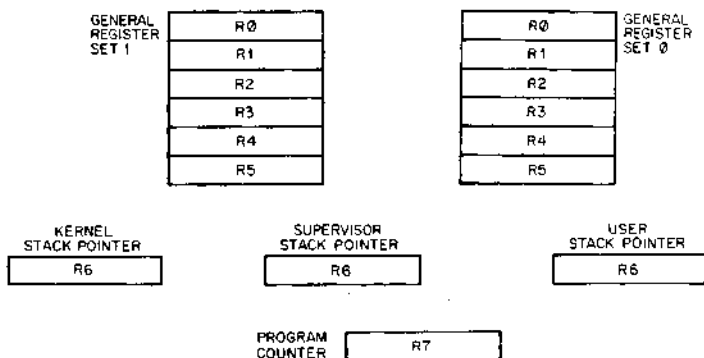 GENERAL
REGISTER
SET 1
RØ
R1
R2
R3
R4
R5
RØ
R1
R2
R3
R4
R5
GENERAL
REGISTER
SET Ø
KERNEL
STACK POINTER
R6
SUPERVISOR
STACK POINTER
R6
USER
STACK POINTER
R6
PROGRAM
COUNTER
R7